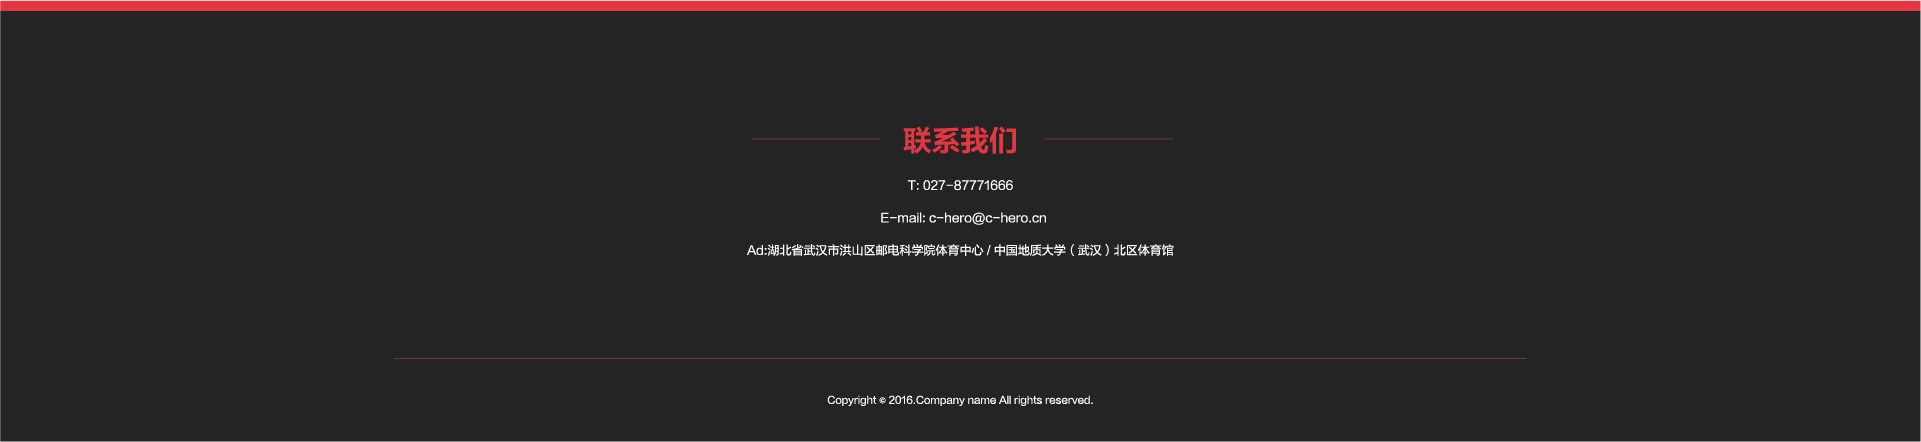 联系我们
T: 027-87771666
E-mail: c-hero@c-hero.cn
Ad:湖北省武汉市洪山区邮电科学院体育中心 / 中国地质大学（武汉）北区体育馆
Copyright © 2016.Company name All rights reserved.